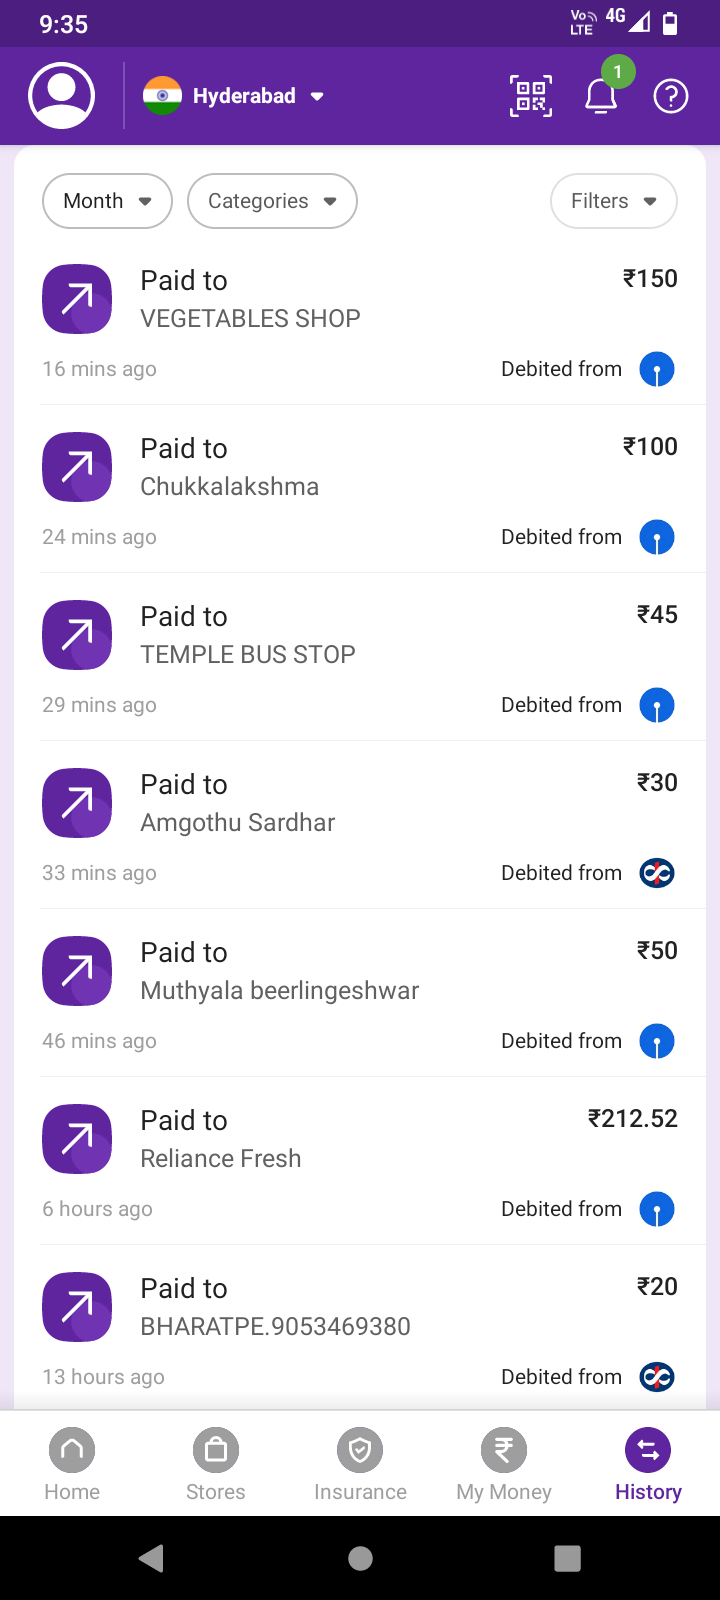 9:35
Vo LTE 4G
Hyderabad
1
?
Month
Categories
Filters
Paid to ₹150
VEGETABLES SHOP
16 mins ago Debited from
Paid to ₹100
Chukkalakshma
24 mins ago Debited from
Paid to ₹45
TEMPLE BUS STOP
29 mins ago Debited from
Paid to ₹30
Amgothu Sardhar
33 mins ago Debited from
Paid to ₹50
Muthyala beerlingeshwar
46 mins ago Debited from
Paid to ₹212.52
Reliance Fresh
6 hours ago Debited from
Paid to ₹20
BHARATPE.9053469380
13 hours ago Debited from
₹
Home Stores Insurance My Money History